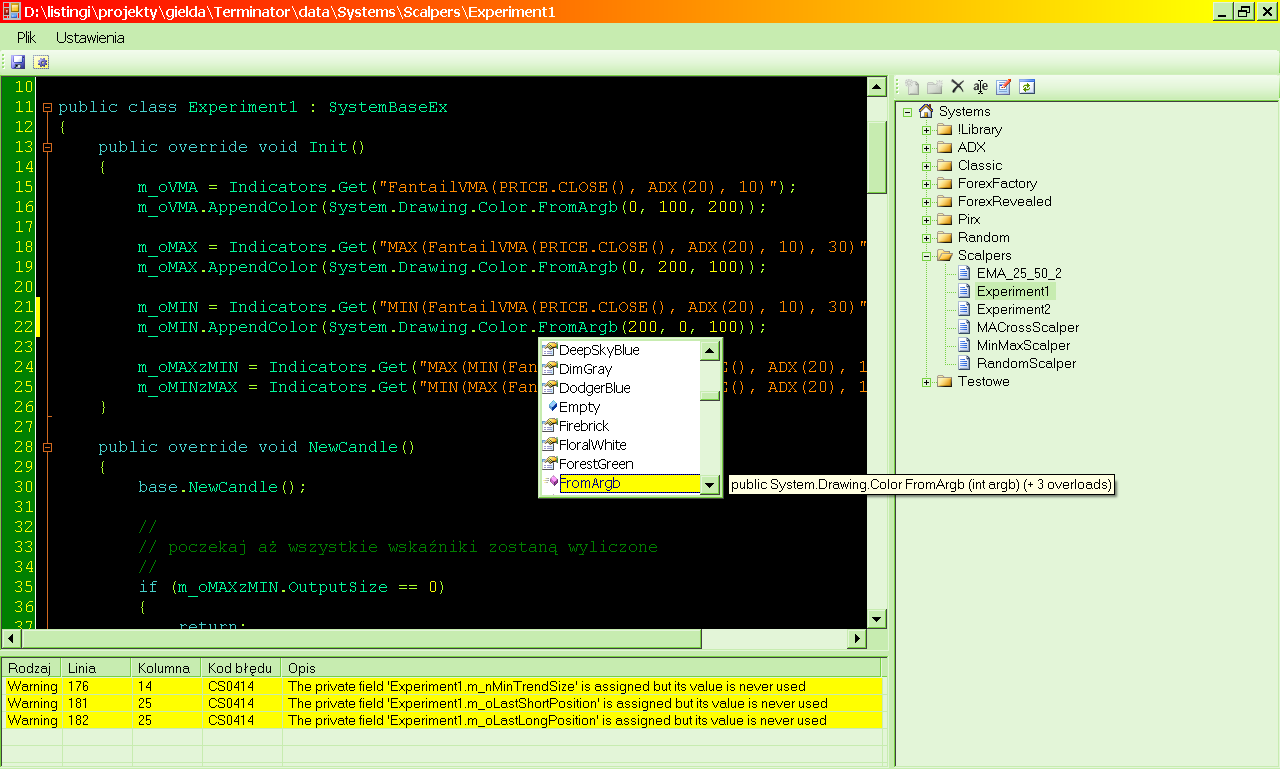 D:\listingi\projekty\gielda\Terminator\data\Systems\Scalpers\Experiment1
Plik Ustawienia
10
11 public class Experiment1 : SystemBaseEx
12 {
13 public override void Init()
14 {
15 m_oVMA = Indicators.Get("FantailVMA(PRICE.CLOSE(), ADX(20), 10)");
16 m_oVMA.AppendColor(System.Drawing.Color.FromArgb(0, 100, 200));
17
18 m_oMAX = Indicators.Get("MAX(FantailVMA(PRICE.CLOSE(), ADX(20), 10), 30)"
19 m_oMAX.AppendColor(System.Drawing.Color.FromArgb(0, 200, 100));
20
21 m_oMIN = Indicators.Get("MIN(FantailVMA(PRICE.CLOSE(), ADX(20), 10), 30)"
22 m_oMIN.AppendColor(System.Drawing.Color.FromArgb(200, 0, 100));
23
24 m_oMAXzMIN = Indicators.Get("MAX(MIN(Fan (), ADX(20), 1
25 m_oMINzMAX = Indicators.Get("MIN(MAX(Fan (), ADX(20), 1
26 }
27
28 public override void NewCandle()
29 {
30 base.NewCandle();
31
32 //
33 // poczekaj aż wszystkie wskaźniki zostaną wyliczone
34 //
35 if (m_oMAXzMIN.OutputSize == 0)
36 {
37 return;
DeepSkyBlue
DimGray
DodgerBlue
Empty
Firebrick
FloralWhite
ForestGreen
FromArgb
public System.Drawing.Color FromArgb (int argb) (+ 3 overloads)
Systems
!Library
ADX
Classic
ForexFactory
ForexRevealed
Pirx
Random
Scalpers
EMA_25_50_2
Experiment1
Experiment2
MACrossScalper
MinMaxScalper
RandomScalper
Testowe
Rodzaj Linia Kolumna Kod błędu Opis
Warning 176 14 CS0414 The private field 'Experiment1.m_nMinTrendSize' is assigned but its value is never used
Warning 181 25 CS0414 The private field 'Experiment1.m_oLastShortPosition' is assigned but its value is never used
Warning 182 25 CS0414 The private field 'Experiment1.m_oLastLongPosition' is assigned but its value is never used